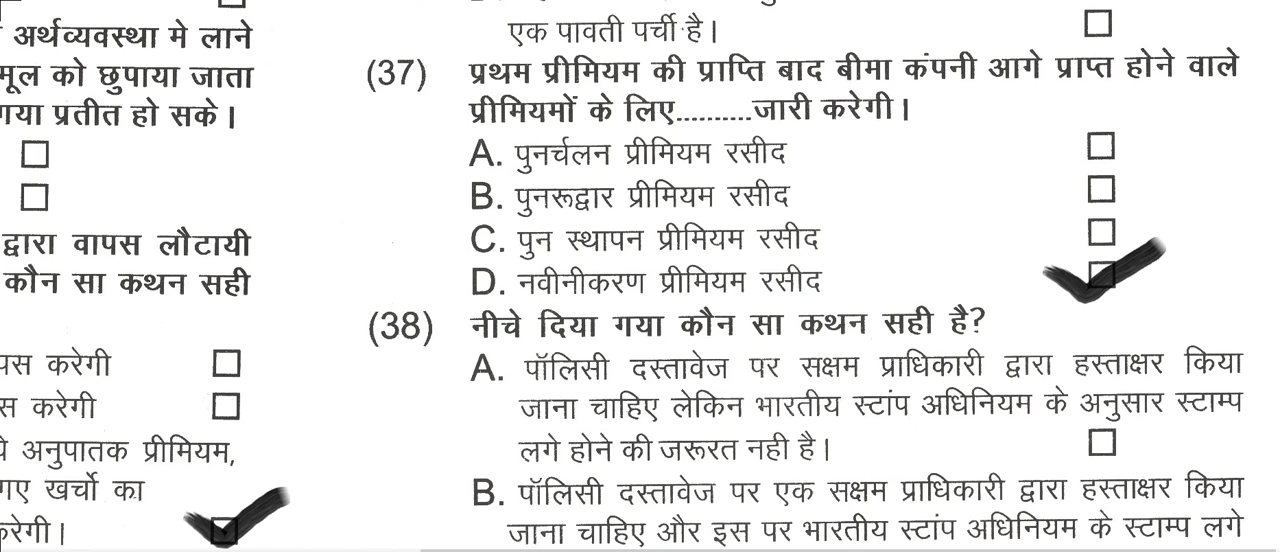 अर्थव्यवस्था मे लाने
मूल को छुपाया जाता
गया प्रतीत हो सके।
द्वारा वापस लौटायी
कौन सा कथन सही
करेगी
करेगी
अनुपातक प्रीमियम,
गए खर्चो का
करेगी।
एक पावती पर्ची है।
(37) प्रथम प्रीमियम की प्राप्ति बाद बीमा कंपनी आगे प्राप्त होने वाले
प्रीमियमों के लिए..........जारी करेगी।
A. पुनर्चलन प्रीमियम रसीद
B. पुनरूद्वार प्रीमियम रसीद
C. पुन स्थापन प्रीमियम रसीद
D. नवीनीकरण प्रीमियम रसीद
(38) नीचे दिया गया कौन सा कथन सही है?
A. पॉलिसी दस्तावेज पर सक्षम प्राधिकारी द्वारा हस्ताक्षर किया
जाना चाहिए लेकिन भारतीय स्टांप अधिनियम के अनुसार स्टाम्प
लगे होने की जरूरत नही है।
B. पॉलिसी दस्तावेज पर एक सक्षम प्राधिकारी द्वारा हस्ताक्षर किया
जाना चाहिए और इस पर भारतीय स्टांप अधिनियम के स्टाम्प लगे